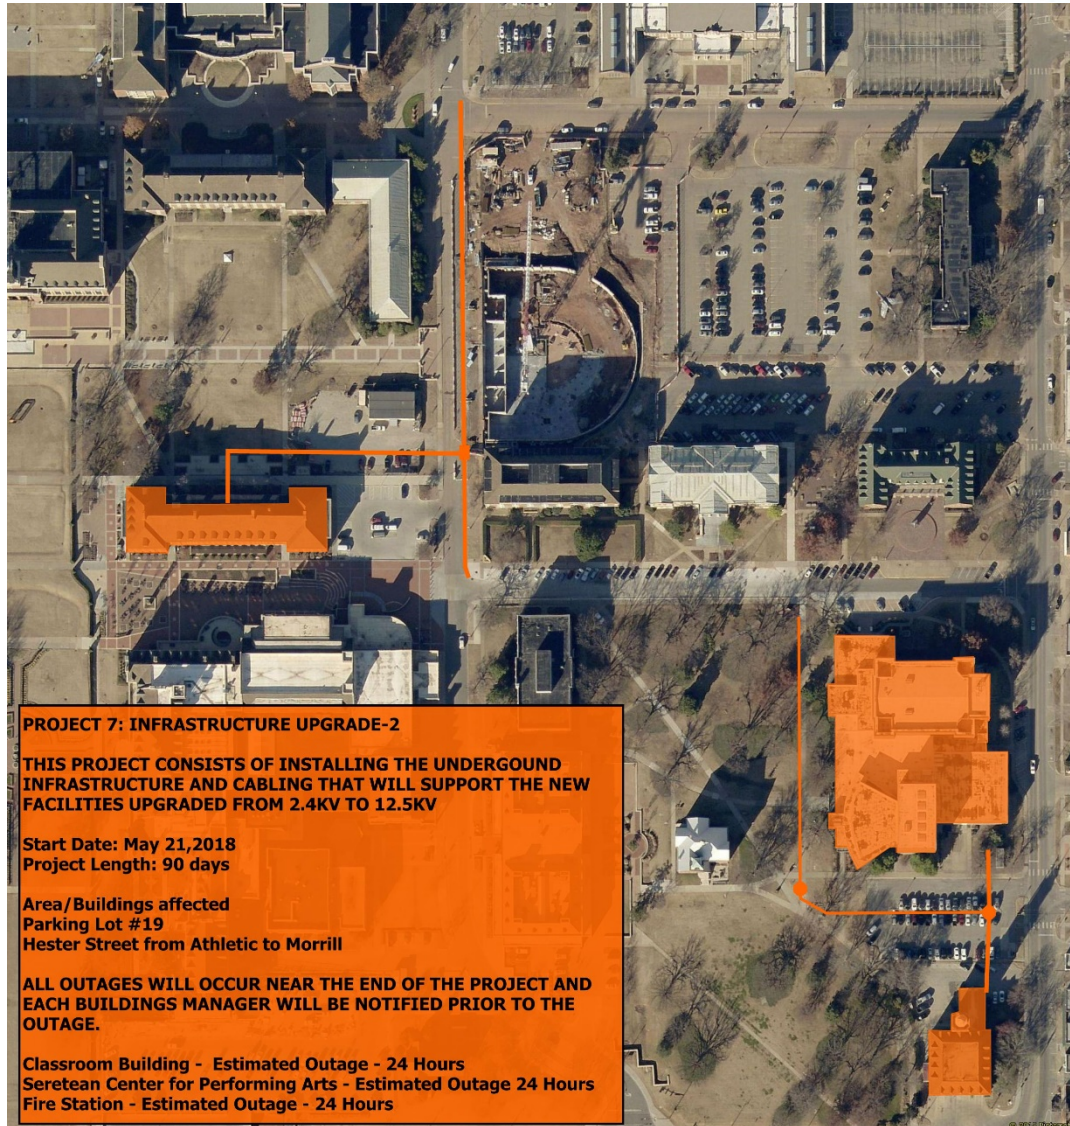 PROJECT 7: INFRASTRUCTURE UPGRADE-2
THIS PROJECT CONSISTS OF INSTALLING THE UNDERGOUND
INFRASTRUCTURE AND CABLING THAT WILL SUPPORT THE NEW
FACILITIES UPGRADED FROM 2.4KV TO 12.5KV
Start Date: May 21,2018
Project Length: 90 days
Area/Buildings affected
Parking Lot #19
Hester Street from Athletic to Morrill
ALL OUTAGES WILL OCCUR NEAR THE END OF THE PROJECT AND
EACH BUILDINGS MANAGER WILL BE NOTIFIED PRIOR TO THE
OUTAGE.
Classroom Building -  Estimated Outage - 24 Hours
Seretean Center for Performing Arts - Estimated Outage 24 Hours
Fire Station - Estimated Outage - 24 Hours